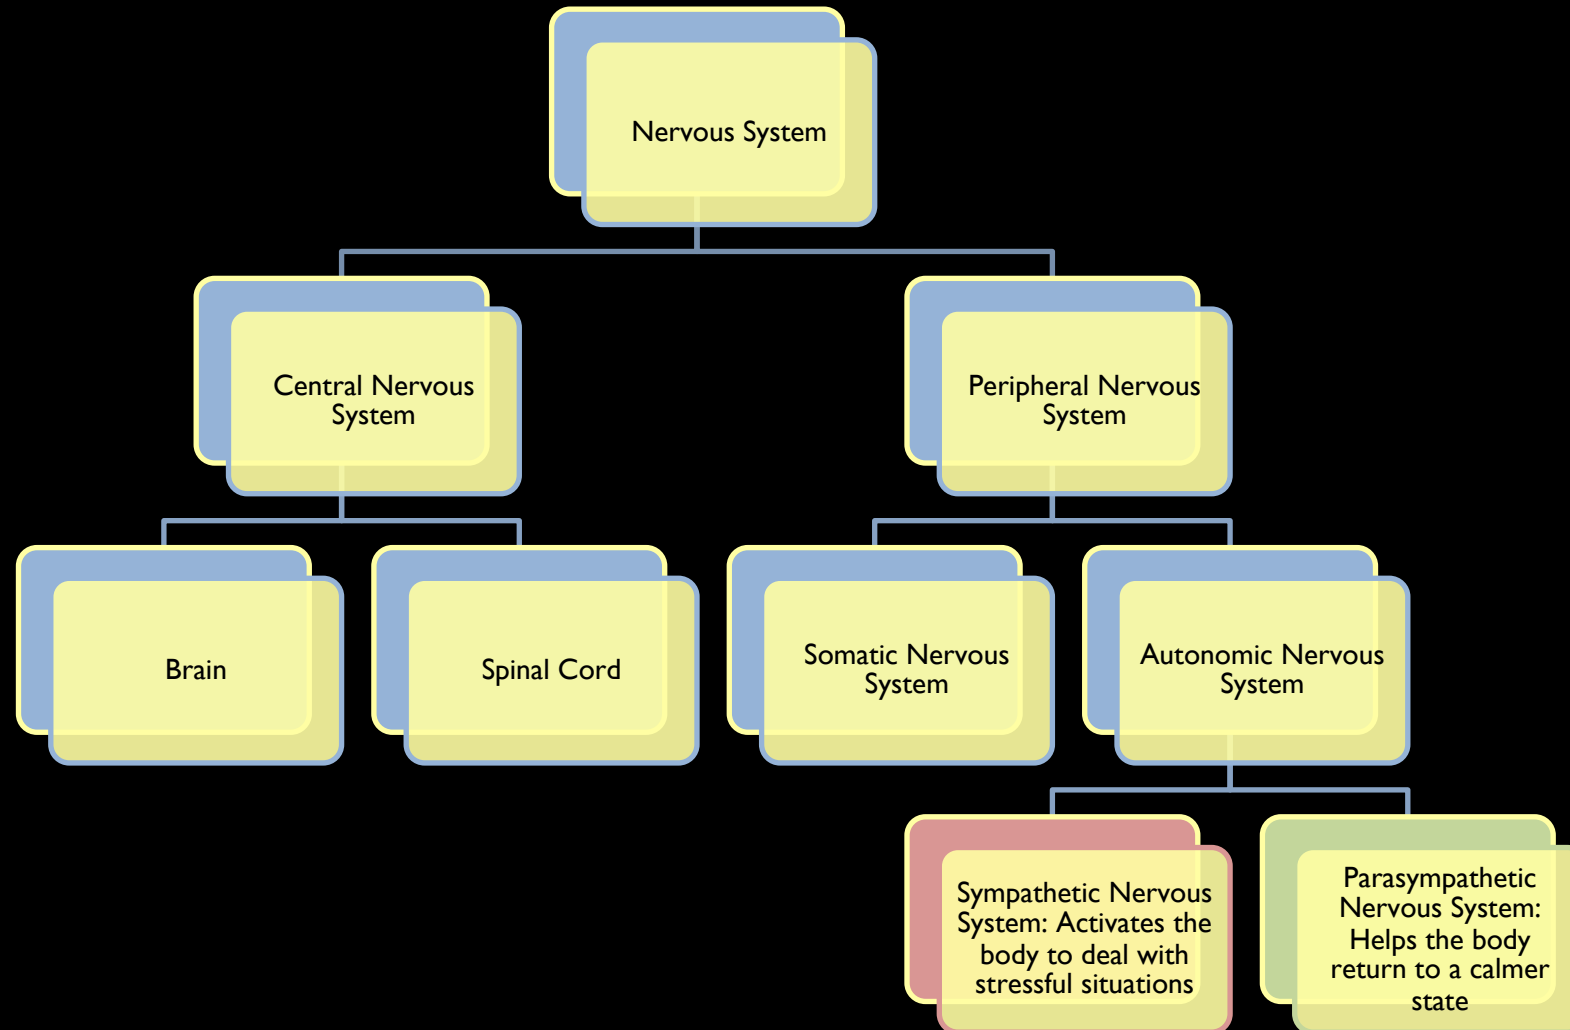 Nervous System
Central Nervous
System
Peripheral Nervous
System
Brain
Spinal Cord
Somatic Nervous
System
Autonomic Nervous
System
Sympathetic Nervous
System: Activates the
body to deal with
stressful situations
Parasympathetic
Nervous System:
Helps the body
return to a calmer
state